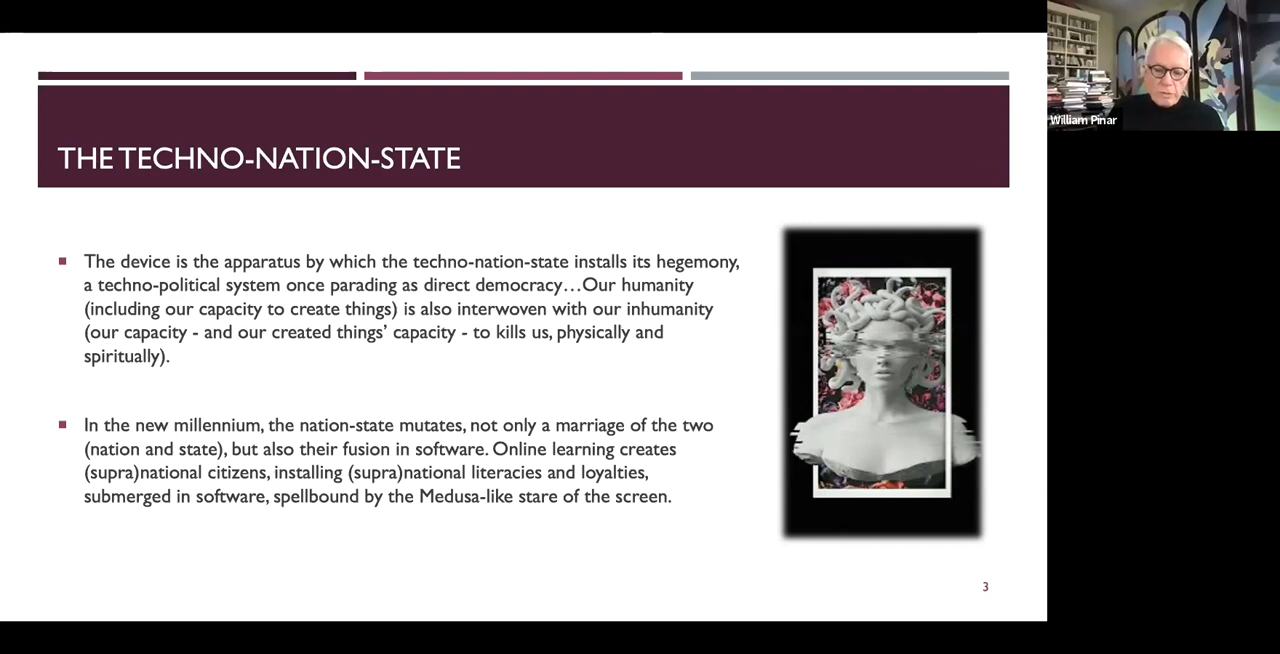 William Pinar
THE TECHNO-NATION-STATE
The device is the apparatus by which the techno-nation-state installs its hegemony,
a techno-political system once parading as direct democracy…Our humanity
(including our capacity to create things) is also interwoven with our inhumanity
(our capacity - and our created things' capacity - to kills us, physically and
spiritually).
In the new millennium, the nation-state mutates, not only a marriage of the two
(nation and state), but also their fusion in software. Online learning creates
(supra)national citizens, installing (supra)national literacies and loyalties,
submerged in software, spellbound by the Medusa-like stare of the screen.
3